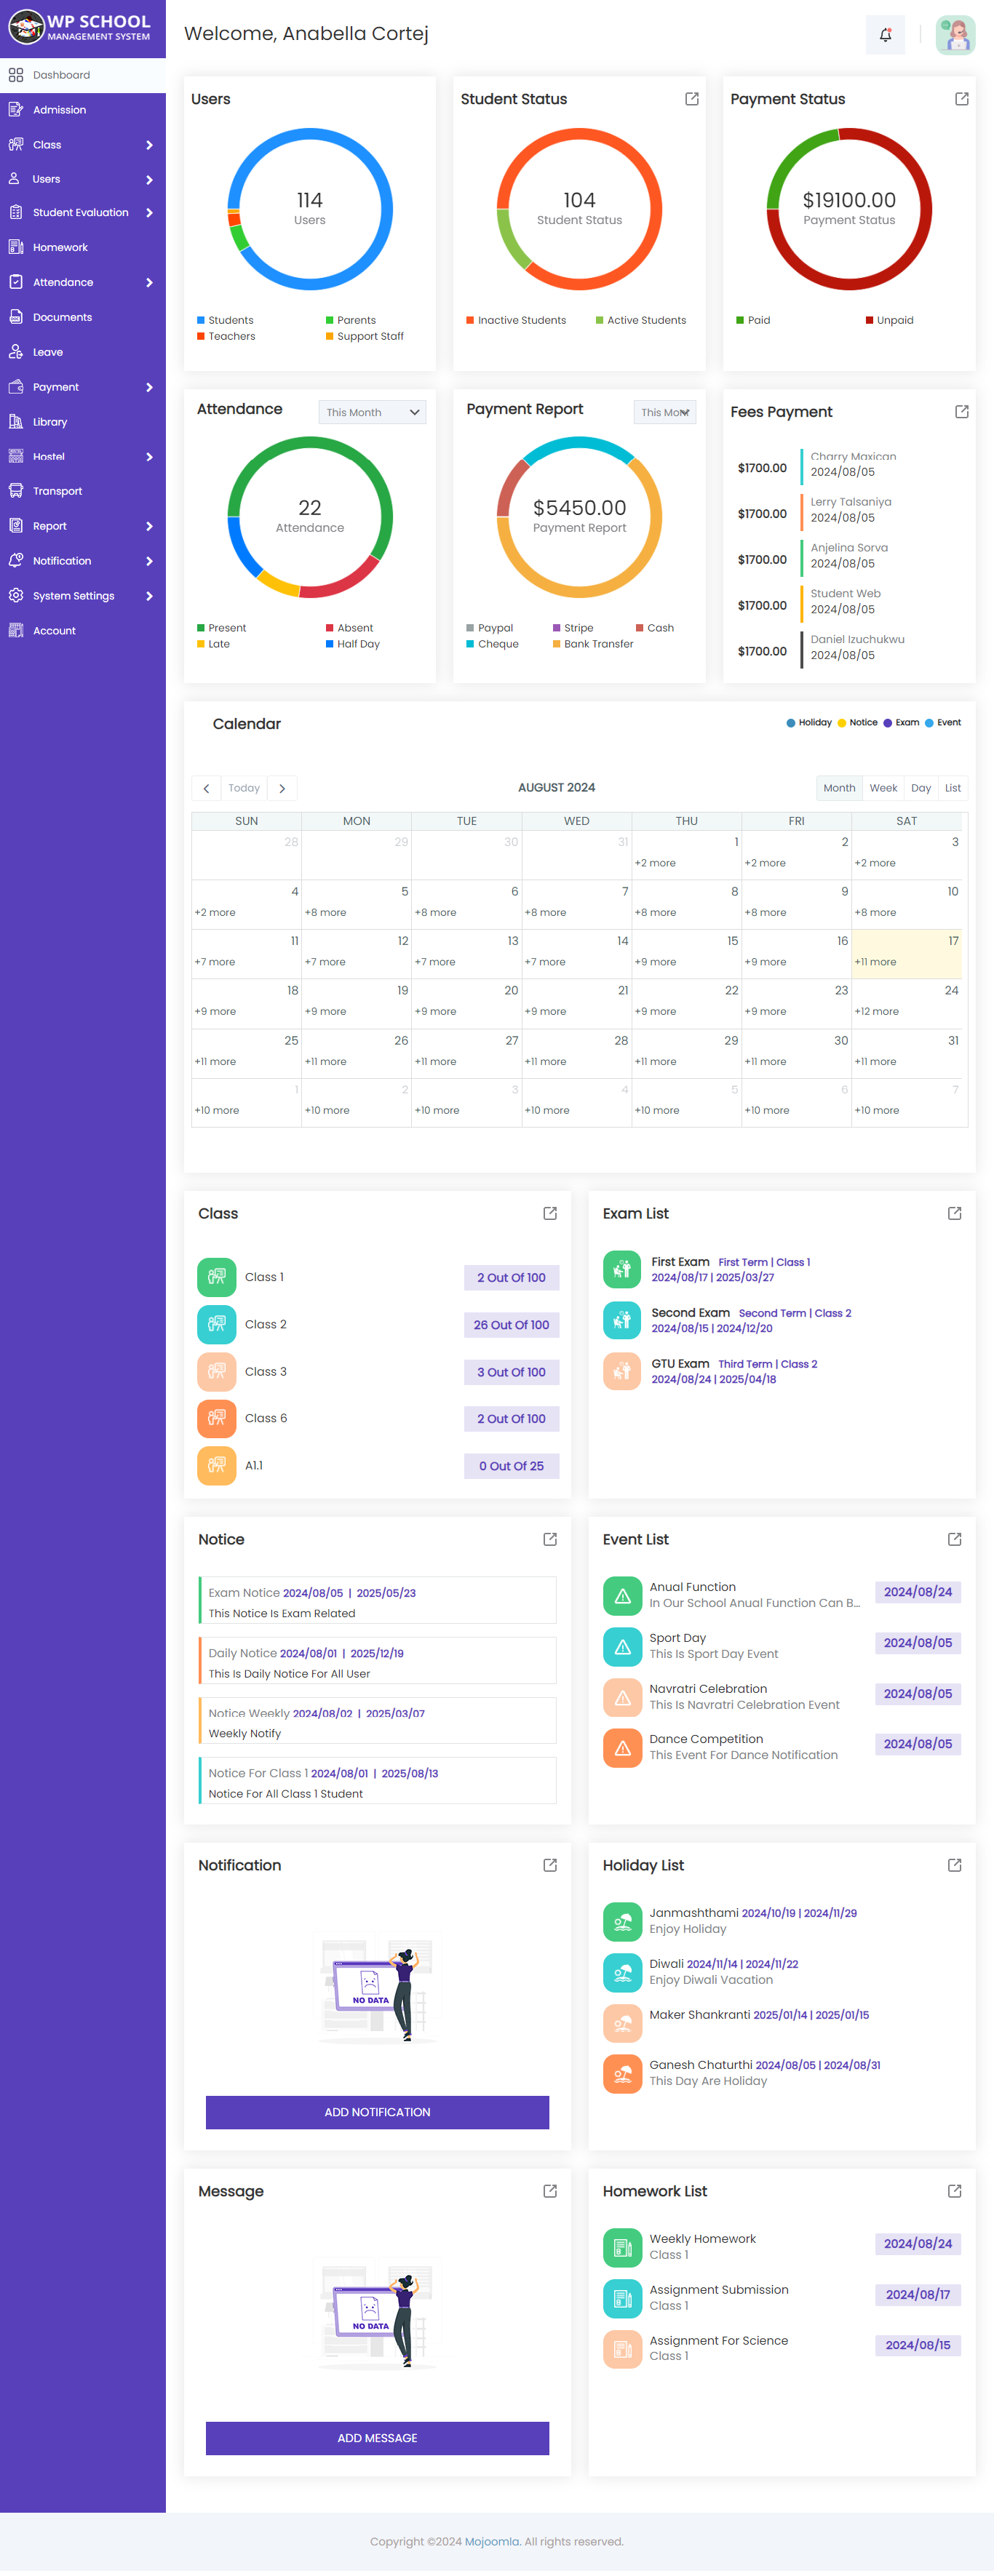 WP SCHOOL
MANAGEMENT SYSTEM
Welcome, Anabella Cortej
Dashboard
Admission
Class
Users
Student Evaluation
Homework
Attendance
Documents
Leave
Payment
Library
Hostel
Transport
Report
Notification
System Settings
Account
Users
114
Users
Students
Parents
Teachers
Support Staff
Student Status
104
Student Status
Inactive Students
Active Students
Payment Status
$19100.00
Payment Status
Paid
Unpaid
Attendance
This Month
22
Attendance
Present
Absent
Late
Half Day
Payment Report
This Month
$5450.00
Payment Report
Paypal
Stripe
Cash
Cheque
Bank Transfer
Fees Payment
$1700.00
Charry Maxican
2024/08/05
$1700.00
Lerry Talsaniya
2024/08/05
$1700.00
Anjelina Sorva
2024/08/05
$1700.00
Student Web
2024/08/05
$1700.00
Daniel Izuchukwu
2024/08/05
Calendar
Holiday Notice Exam Event
Today
AUGUST 2024
Month Week Day List
SUN MON TUE WED THU FRI SAT
28 29 30 31 1 2 3
+2 more +2 more +2 more
4 5 6 7 8 9 10
+2 more +8 more +8 more +8 more +8 more +8 more +8 more
11 12 13 14 15 16 17
+7 more +7 more +7 more +7 more +9 more +9 more +11 more
18 19 20 21 22 23 24
+9 more +9 more +9 more +9 more +9 more +9 more +12 more
25 26 27 28 29 30 31
+11 more +11 more +11 more +11 more +11 more +11 more +11 more
1 2 3 4 5 6 7
+10 more +10 more +10 more +10 more +10 more +10 more +10 more
Class
Class 1 2 Out Of 100
Class 2 26 Out Of 100
Class 3 3 Out Of 100
Class 6 2 Out Of 100
A1.1 0 Out Of 25
Exam List
First Exam First Term | Class 1
2024/08/17 | 2025/03/27
Second Exam Second Term | Class 2
2024/08/15 | 2024/12/20
GTU Exam Third Term | Class 2
2024/08/24 | 2025/04/18
Notice
Exam Notice 2024/08/05 | 2025/05/23
This Notice Is Exam Related
Daily Notice 2024/08/01 | 2025/12/19
This Is Daily Notice For All User
Notice Weekly 2024/08/02 | 2025/03/07
Weekly Notify
Notice For Class 1 2024/08/01 | 2025/08/13
Notice For All Class 1 Student
Event List
Anual Function
In Our School Anual Function Can B...
2024/08/24
Sport Day
This Is Sport Day Event
2024/08/05
Navratri Celebration
This Is Navratri Celebration Event
2024/08/05
Dance Competition
This Event For Dance Notification
2024/08/05
Notification
NO DATA
ADD NOTIFICATION
Holiday List
Janmashthami 2024/10/19 | 2024/11/29
Enjoy Holiday
Diwali 2024/11/14 | 2024/11/22
Enjoy Diwali Vacation
Maker Shankranti 2025/01/14 | 2025/01/15
Ganesh Chaturthi 2024/08/05 | 2024/08/31
This Day Are Holiday
Message
NO DATA
ADD MESSAGE
Homework List
Weekly Homework
Class 1
2024/08/24
Assignment Submission
Class 1
2024/08/17
Assignment For Science
Class 1
2024/08/15
Copyright ©2024 Mojoomla. All rights reserved.